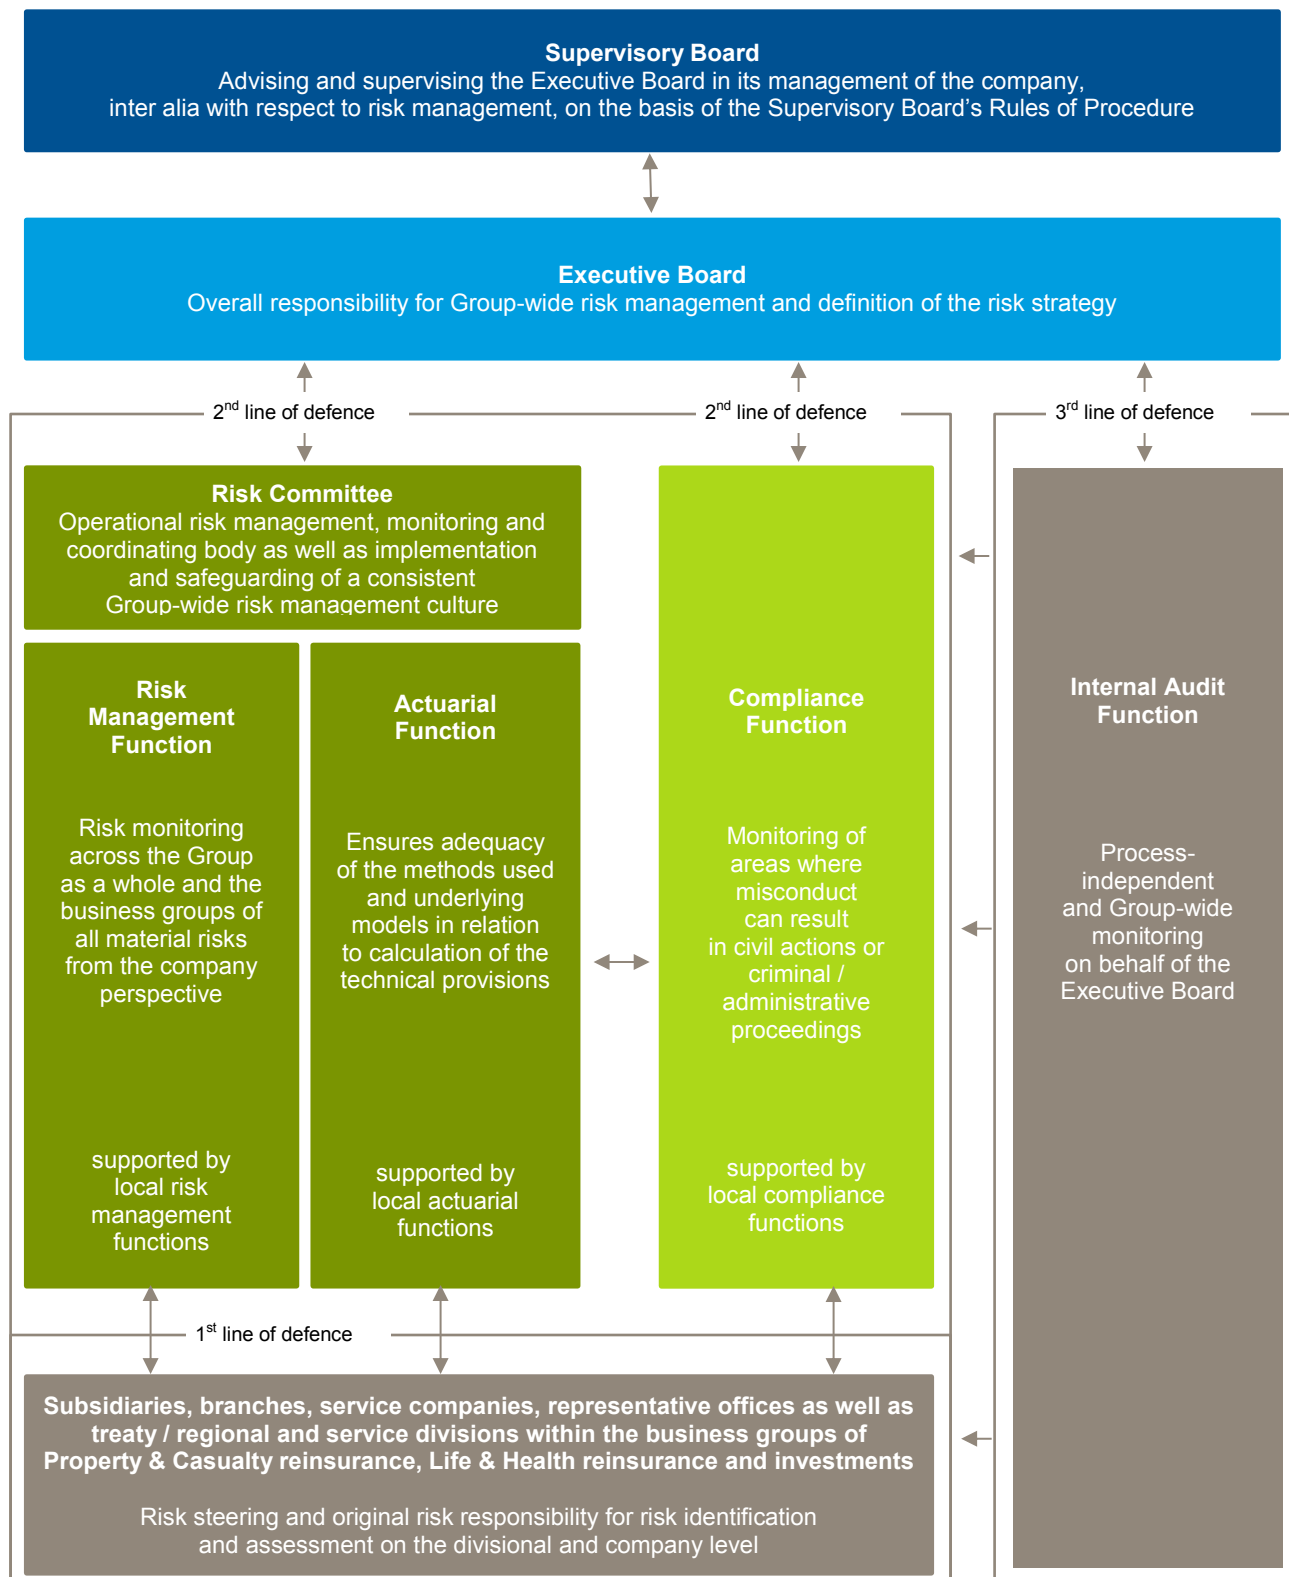 Supervisory Board
Advising and supervising the Executive Board in its management of the company,
inter alia with respect to risk management, on the basis of the Supervisory Board’s Rules of Procedure
Executive Board
Overall responsibility for Group-wide risk management and definition of the risk strategy
2nd line of defence
2nd line of defence
3rd line of defence
Risk Committee
Operational risk management, monitoring and
coordinating body as well as implementation
and safeguarding of a consistent
Group-wide risk management culture
Risk
Management
Function
Risk monitoring
across the Group
as a whole and the
business groups of
all material risks
from the company
perspective
supported by
local risk
management
functions
Actuarial
Function
Ensures adequacy
of the methods used
and underlying
models in relation
to calculation of the
technical provisions
supported by
local actuarial
functions
Compliance
Function
Monitoring of
areas where
misconduct
can result
in civil actions or
criminal /
administrative
proceedings
supported by
local compliance
functions
Internal Audit
Function
Process-
independent
and Group-wide
monitoring
on behalf of the
Executive Board
1st line of defence
Subsidiaries, branches, service companies, representative offices as well as
treaty / regional and service divisions within the business groups of
Property & Casualty reinsurance, Life & Health reinsurance and investments
Risk steering and original risk responsibility for risk identification
and assessment on the divisional and company level